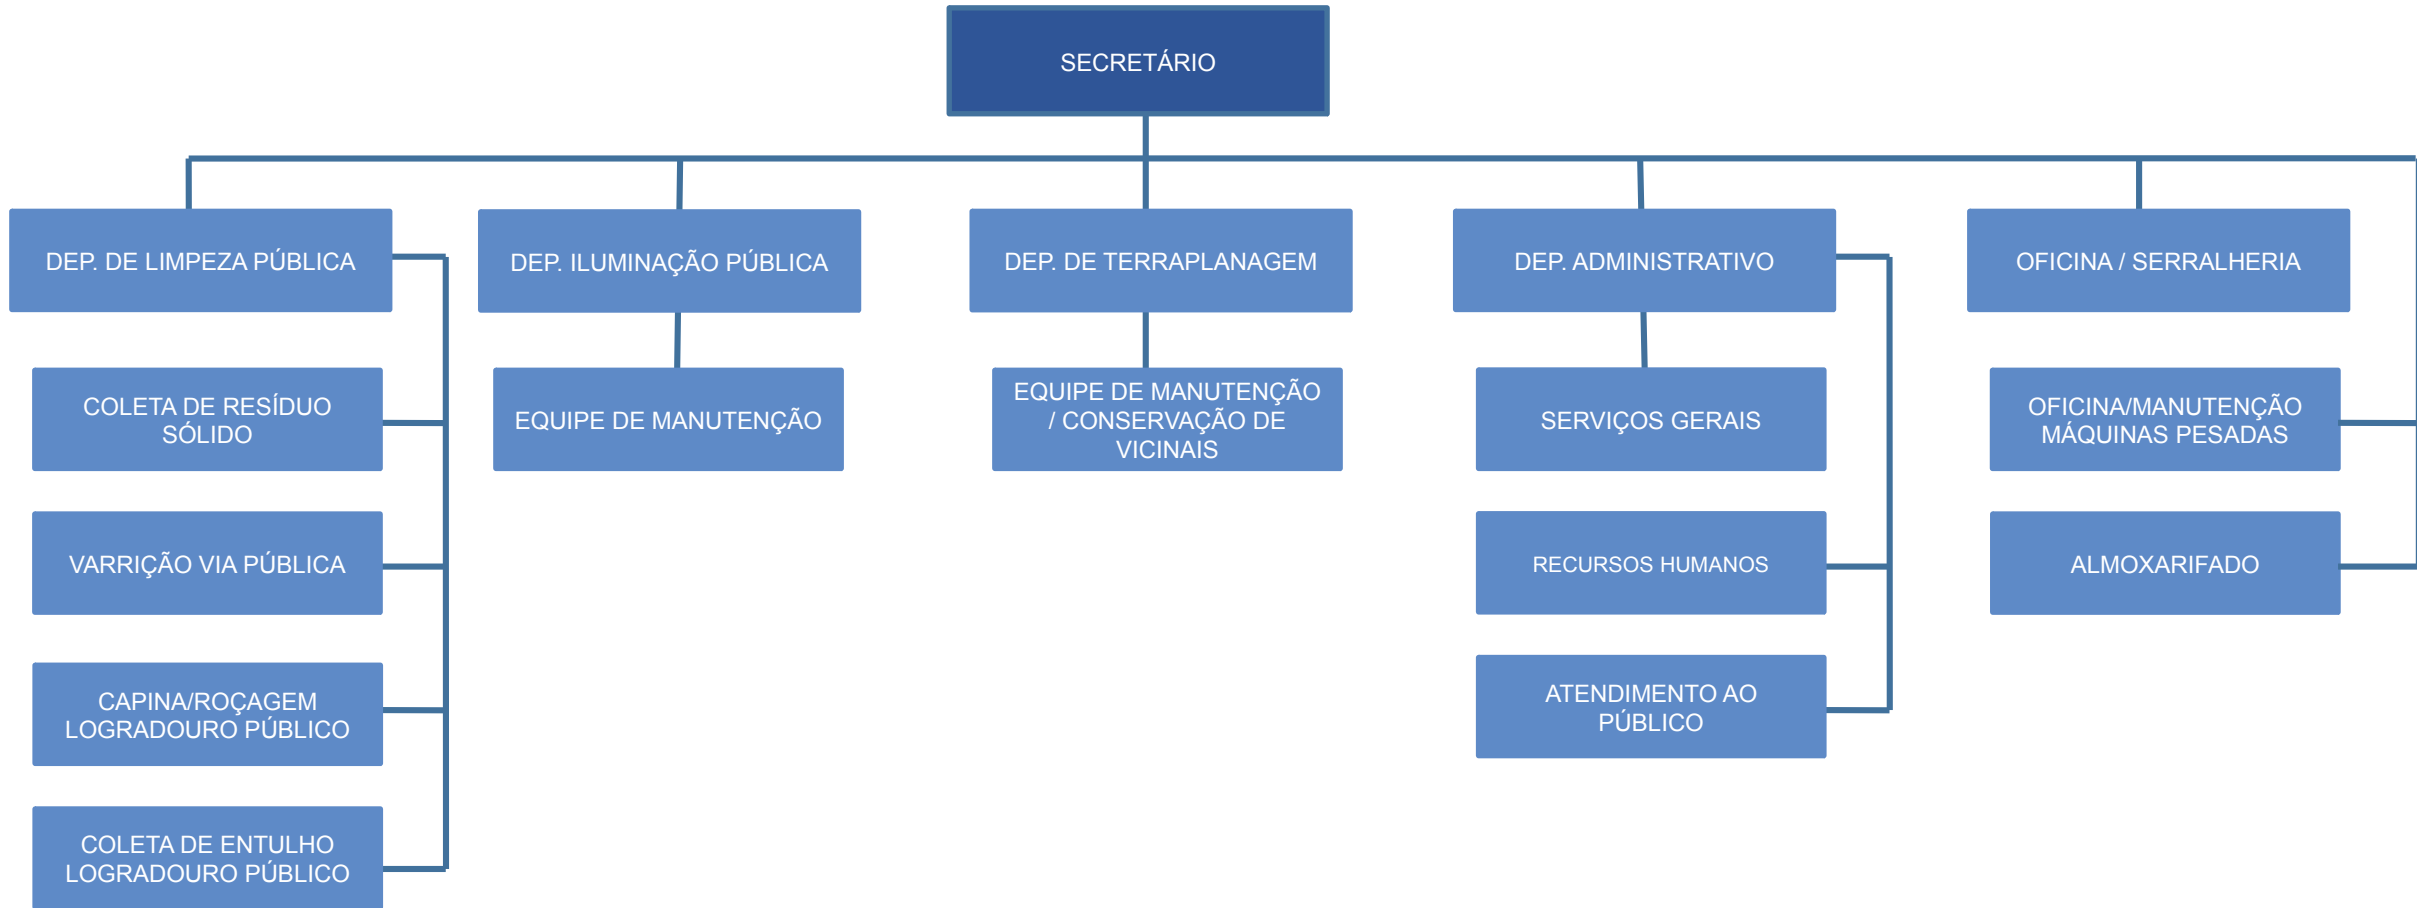 SECRETÁRIO
DEP. DE LIMPEZA PÚBLICA
DEP. ILUMINAÇÃO PÚBLICA
DEP. DE TERRAPLANAGEM
DEP. ADMINISTRATIVO
OFICINA / SERRALHERIA
COLETA DE RESÍDUO
SÓLIDO
EQUIPE DE MANUTENÇÃO
EQUIPE DE MANUTENÇÃO
/ CONSERVAÇÃO DE
VICINAIS
SERVIÇOS GERAIS
OFICINA/MANUTENÇÃO
MÁQUINAS PESADAS
VARRIÇÃO VIA PÚBLICA
RECURSOS HUMANOS
ALMOXARIFADO
CAPINA/ROÇAGEM
LOGRADOURO PÚBLICO
ATENDIMENTO AO
PÚBLICO
COLETA DE ENTULHO
LOGRADOURO PÚBLICO